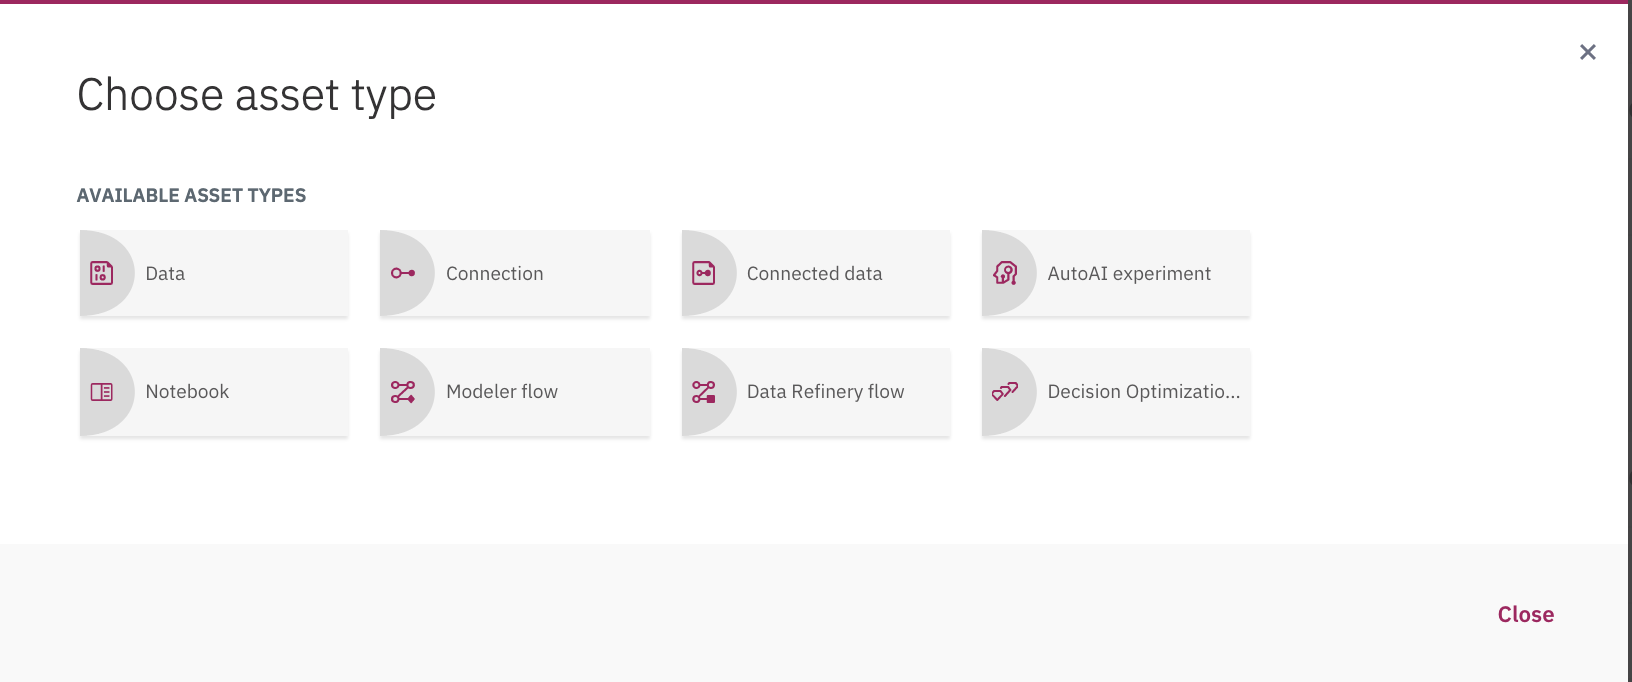 Choose asset type
AVAILABLE ASSET TYPES
Data
Connection
Connected data
AutoAI experiment
Notebook
Modeler flow
Data Refinery flow
Decision Optimizatio...
Close